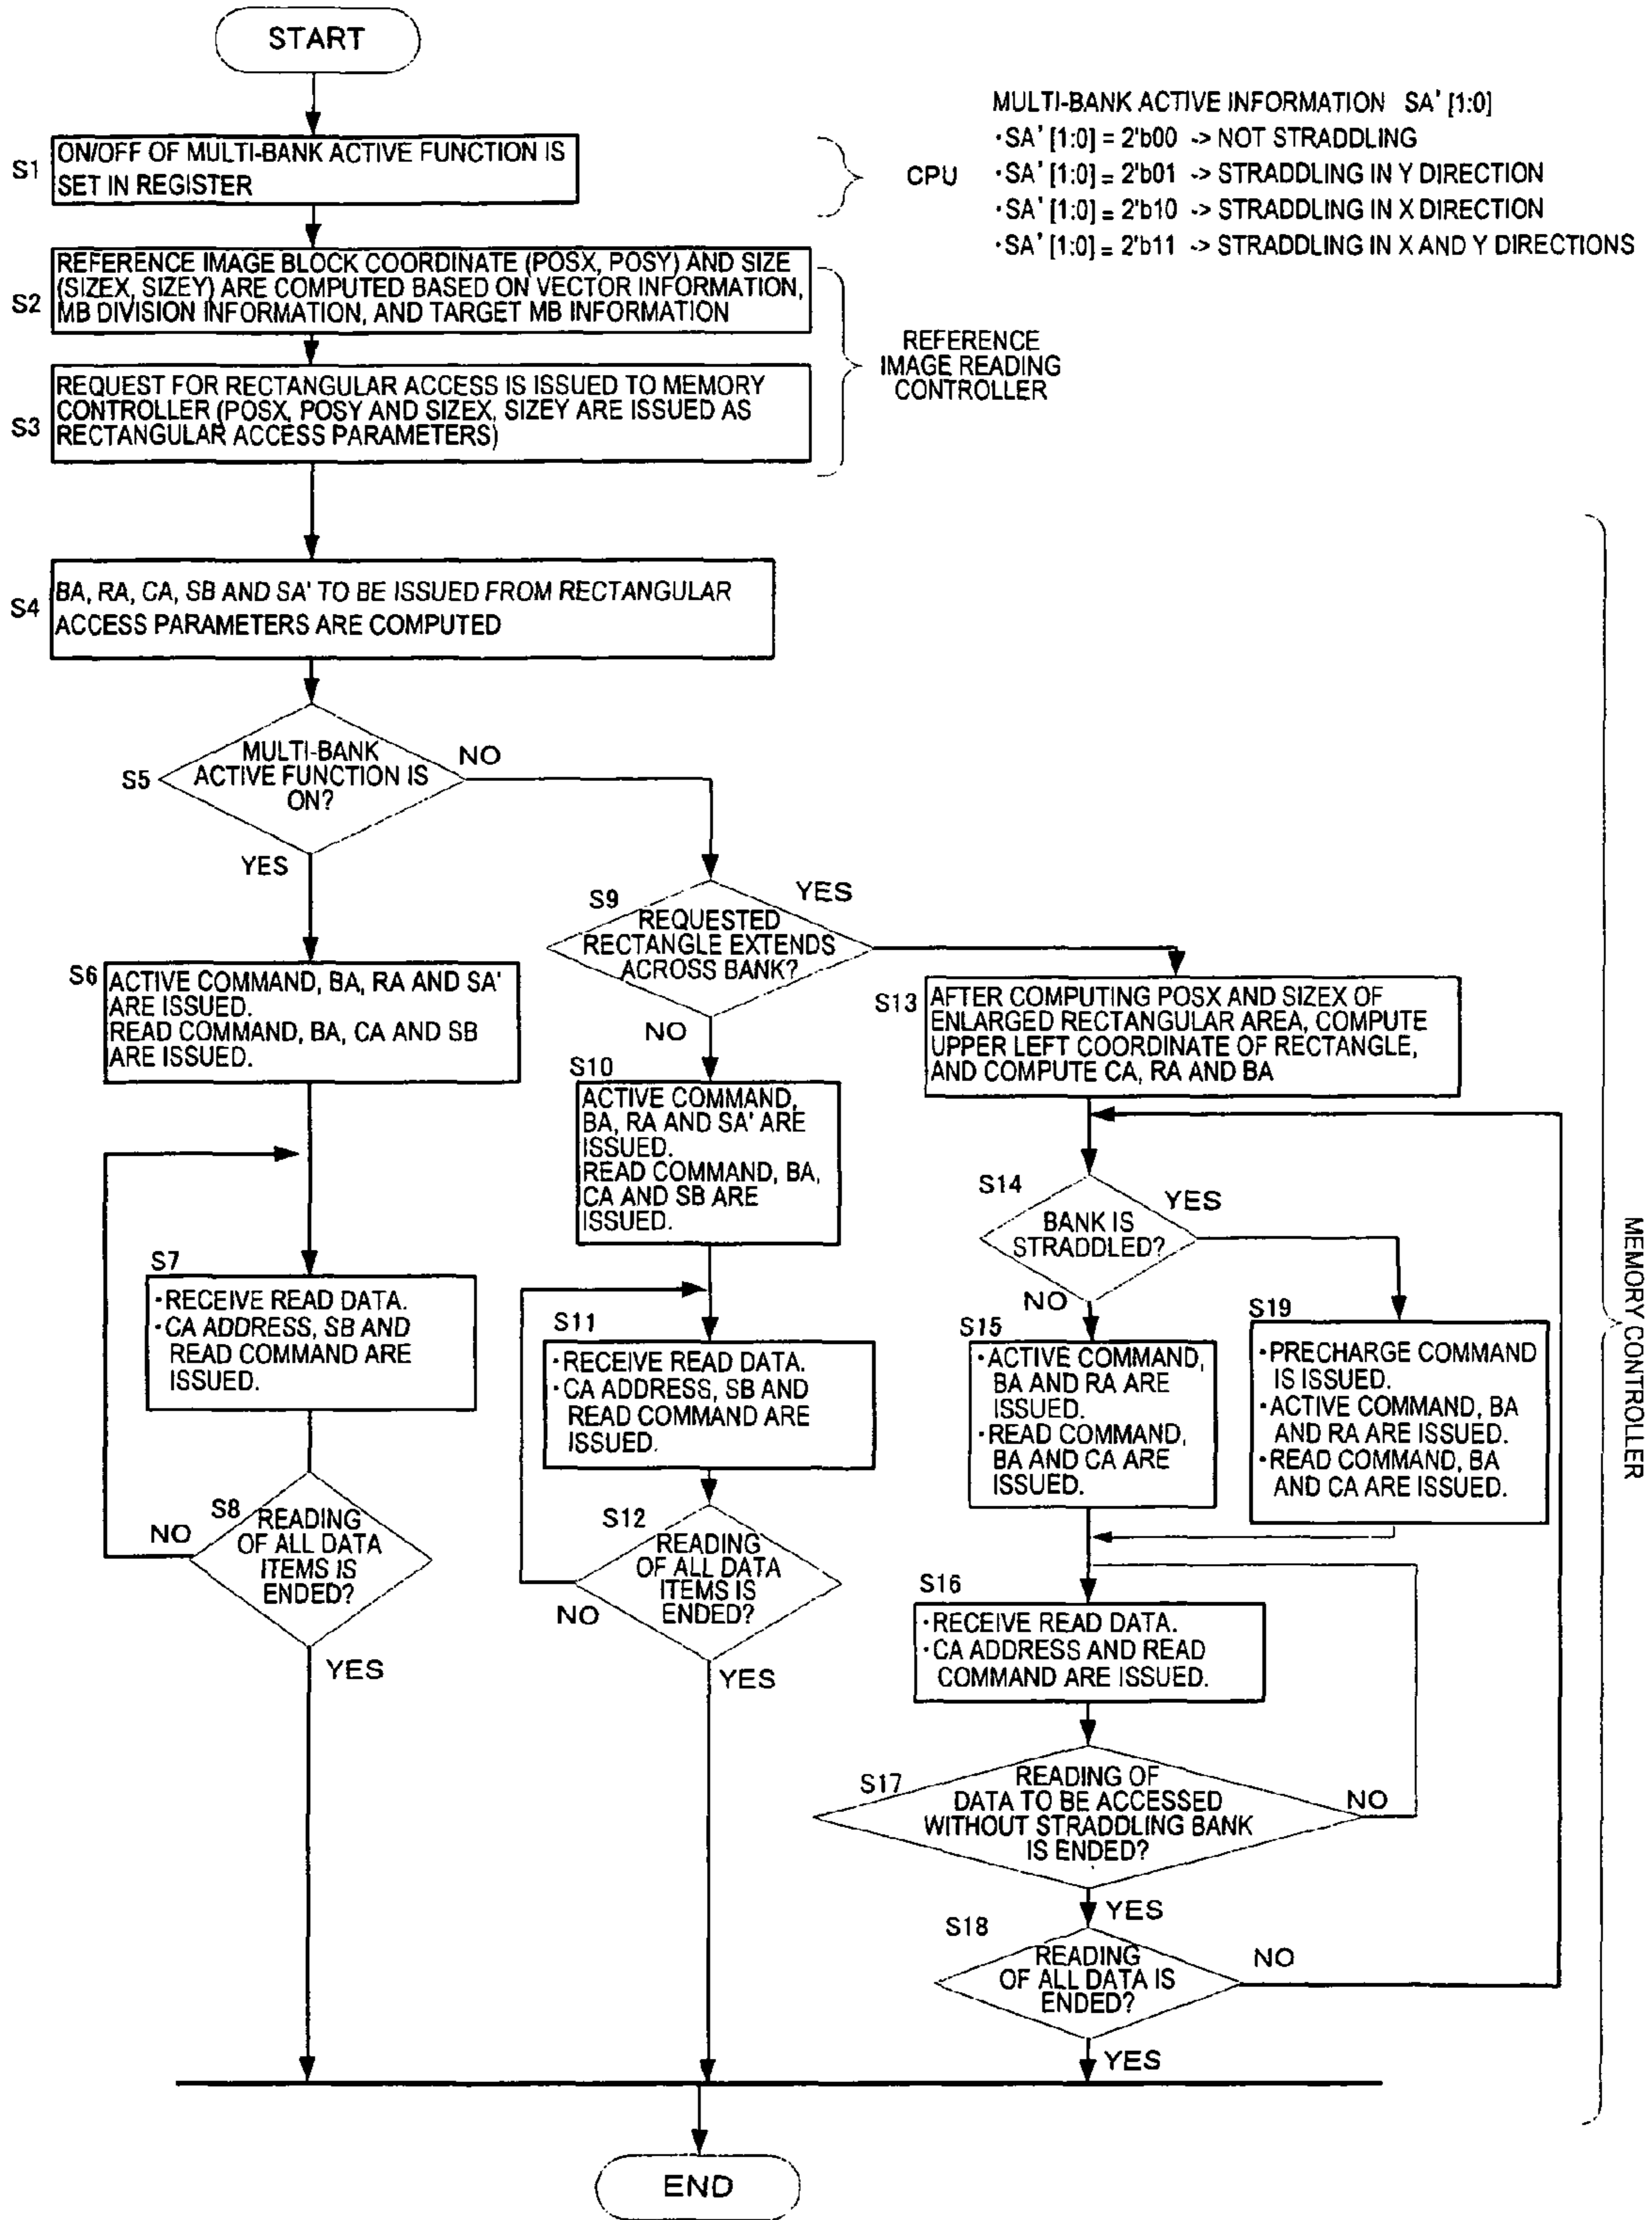 START
MULTI-BANK ACTIVE INFORMATION SA' [1:0]
·SA' [1:0] = 2'b00 -> NOT STRADDLING
·SA' [1:0] = 2'b01 -> STRADDLING IN Y DIRECTION
·SA' [1:0] = 2'b10 -> STRADDLING IN X DIRECTION
·SA' [1:0] = 2'b11 -> STRADDLING IN X AND Y DIRECTIONS
S1
ON/OFF OF MULTI-BANK ACTIVE FUNCTION IS
SET IN REGISTER
CPU
S2
REFERENCE IMAGE BLOCK COORDINATE (POSX, POSY) AND SIZE
(SIZEX, SIZEY) ARE COMPUTED BASED ON VECTOR INFORMATION,
MB DIVISION INFORMATION, AND TARGET MB INFORMATION
REFERENCE
IMAGE READING
CONTROLLER
S3
REQUEST FOR RECTANGULAR ACCESS IS ISSUED TO MEMORY
CONTROLLER (POSX, POSY AND SIZEX, SIZEY ARE ISSUED AS
RECTANGULAR ACCESS PARAMETERS)
S4
BA, RA, CA, SB AND SA' TO BE ISSUED FROM RECTANGULAR
ACCESS PARAMETERS ARE COMPUTED
S5
MULTI-BANK
ACTIVE FUNCTION IS
ON?
NO
YES
S6
ACTIVE COMMAND, BA, RA AND SA'
ARE ISSUED.
READ COMMAND, BA, CA AND SB
ARE ISSUED.
S7
·RECEIVE READ DATA.
·CA ADDRESS, SB AND
READ COMMAND ARE
ISSUED.
S8
READING
OF ALL DATA
ITEMS IS
ENDED?
NO
YES
S9
REQUESTED
RECTANGLE EXTENDS
ACROSS BANK?
YES
NO
S10
ACTIVE COMMAND,
BA, RA AND SA' ARE
ISSUED.
READ COMMAND, BA,
CA AND SB ARE
ISSUED.
S11
·RECEIVE READ DATA.
·CA ADDRESS, SB AND
READ COMMAND ARE
ISSUED.
S12
READING
OF ALL DATA
ITEMS IS
ENDED?
NO
YES
S13
AFTER COMPUTING POSX AND SIZEX OF
ENLARGED RECTANGULAR AREA, COMPUTE
UPPER LEFT COORDINATE OF RECTANGLE,
AND COMPUTE CA, RA AND BA
S14
BANK IS
STRADDLED?
YES
NO
S15
·ACTIVE COMMAND,
BA AND RA ARE
ISSUED.
·READ COMMAND,
BA AND CA ARE
ISSUED.
S19
·PRECHARGE COMMAND
IS ISSUED.
·ACTIVE COMMAND, BA
AND RA ARE ISSUED.
·READ COMMAND, BA
AND CA ARE ISSUED.
S16
·RECEIVE READ DATA.
·CA ADDRESS AND READ
COMMAND ARE ISSUED.
S17
READING OF
DATA TO BE ACCESSED
WITHOUT STRADDLING BANK
IS ENDED?
NO
YES
S18
READING
OF ALL DATA IS
ENDED?
NO
YES
MEMORY CONTROLLER
END